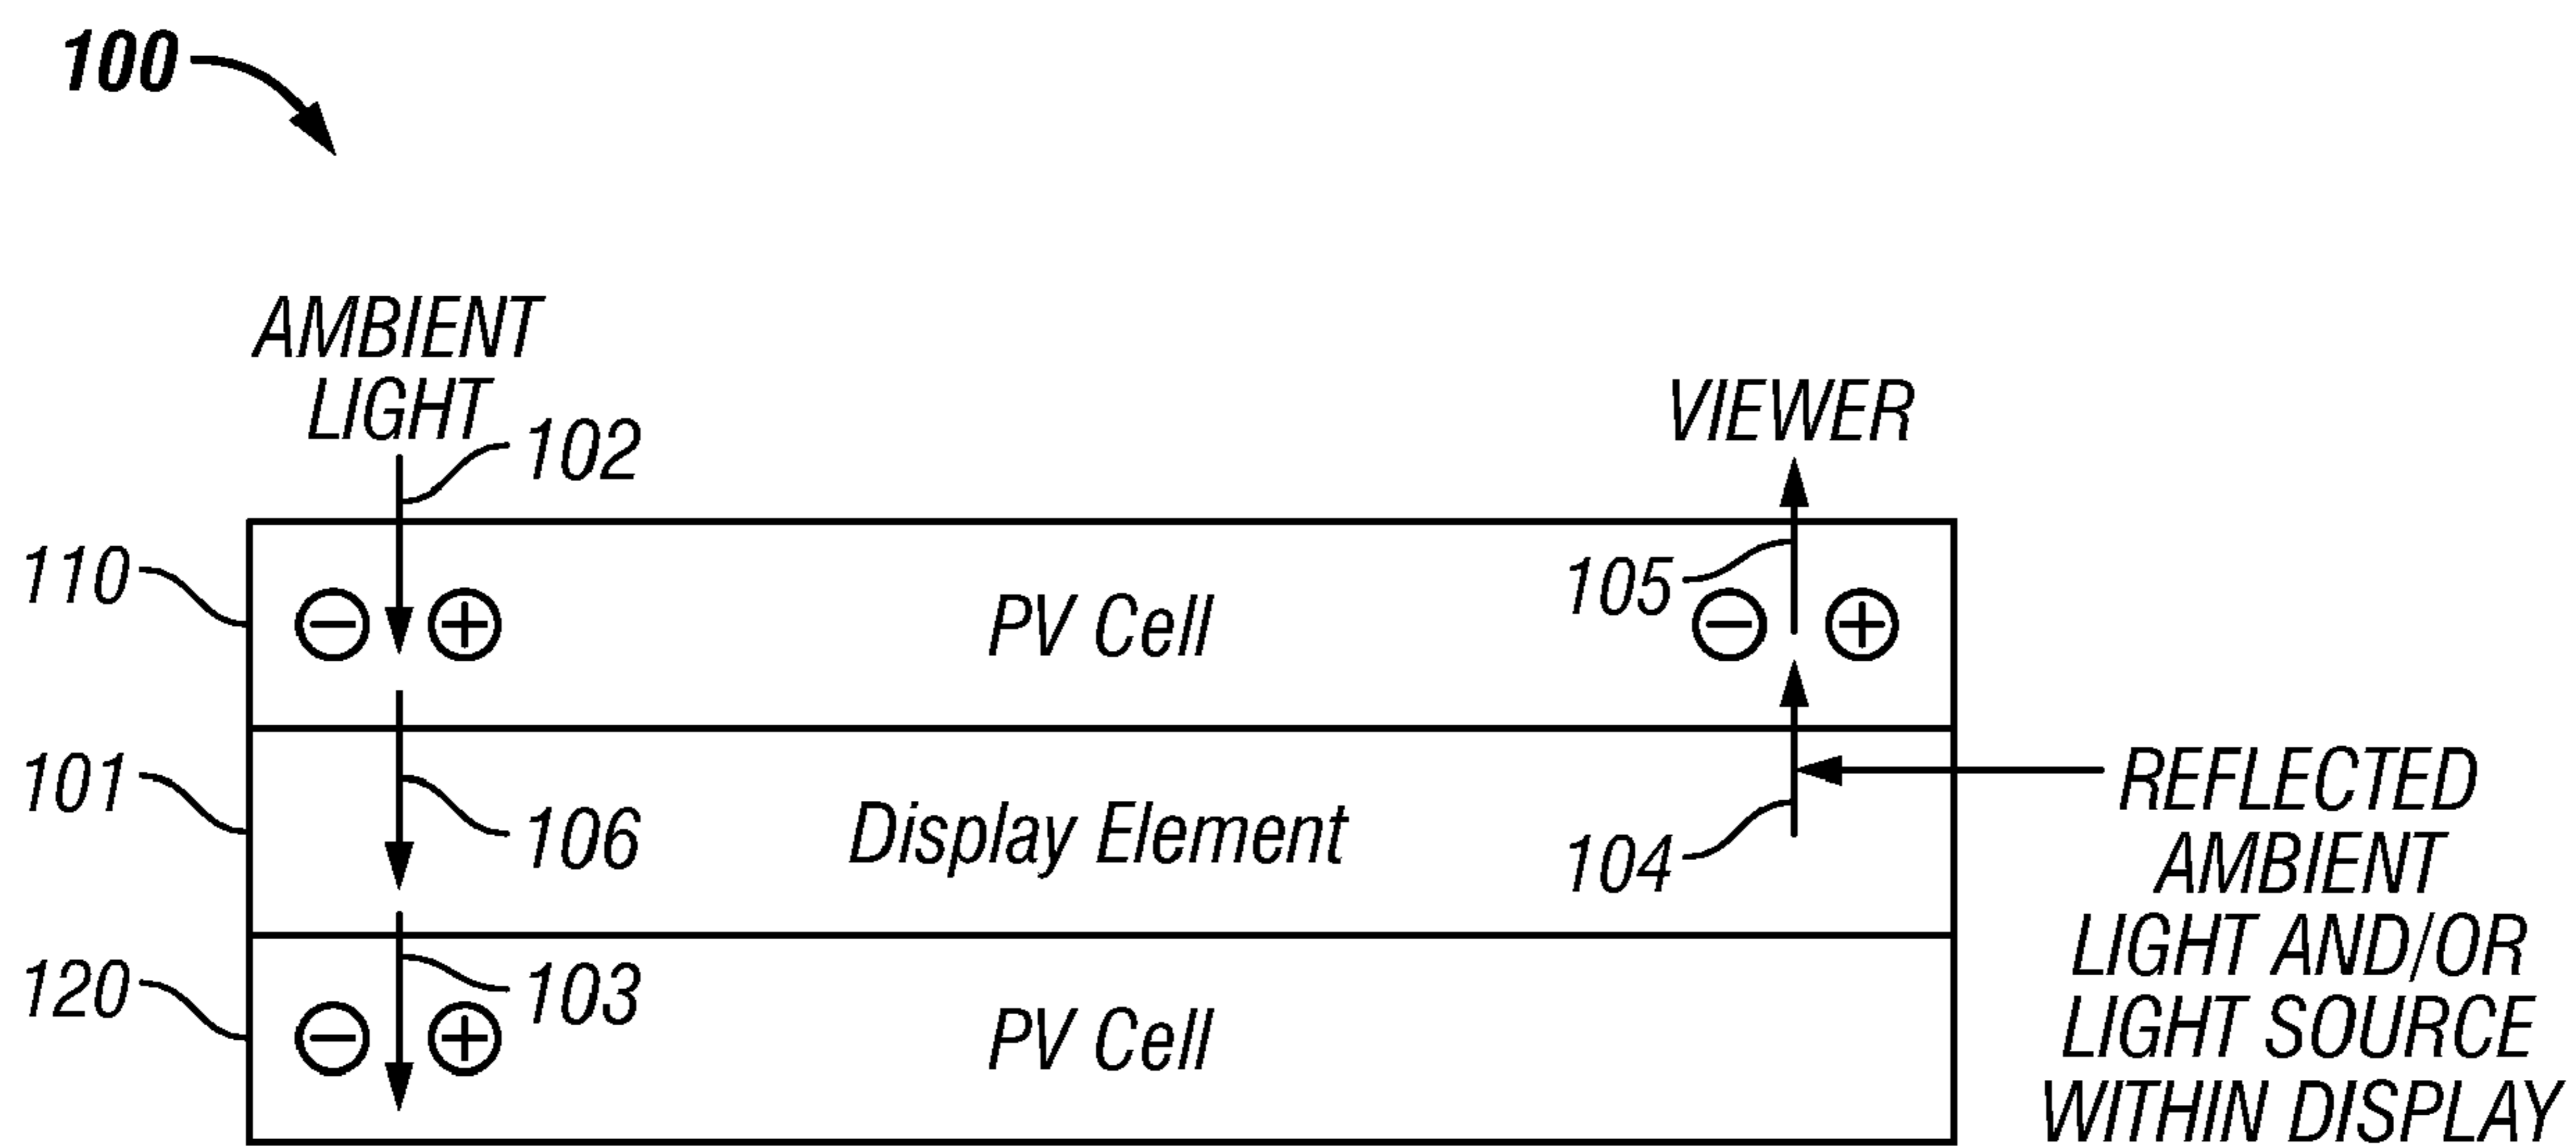 100
AMBIENT
LIGHT
102
VIEWER
110
PV Cell
105
101
106
Display Element
104
REFLECTED
AMBIENT
LIGHT AND/OR
LIGHT SOURCE
WITHIN DISPLAY
120
103
PV Cell